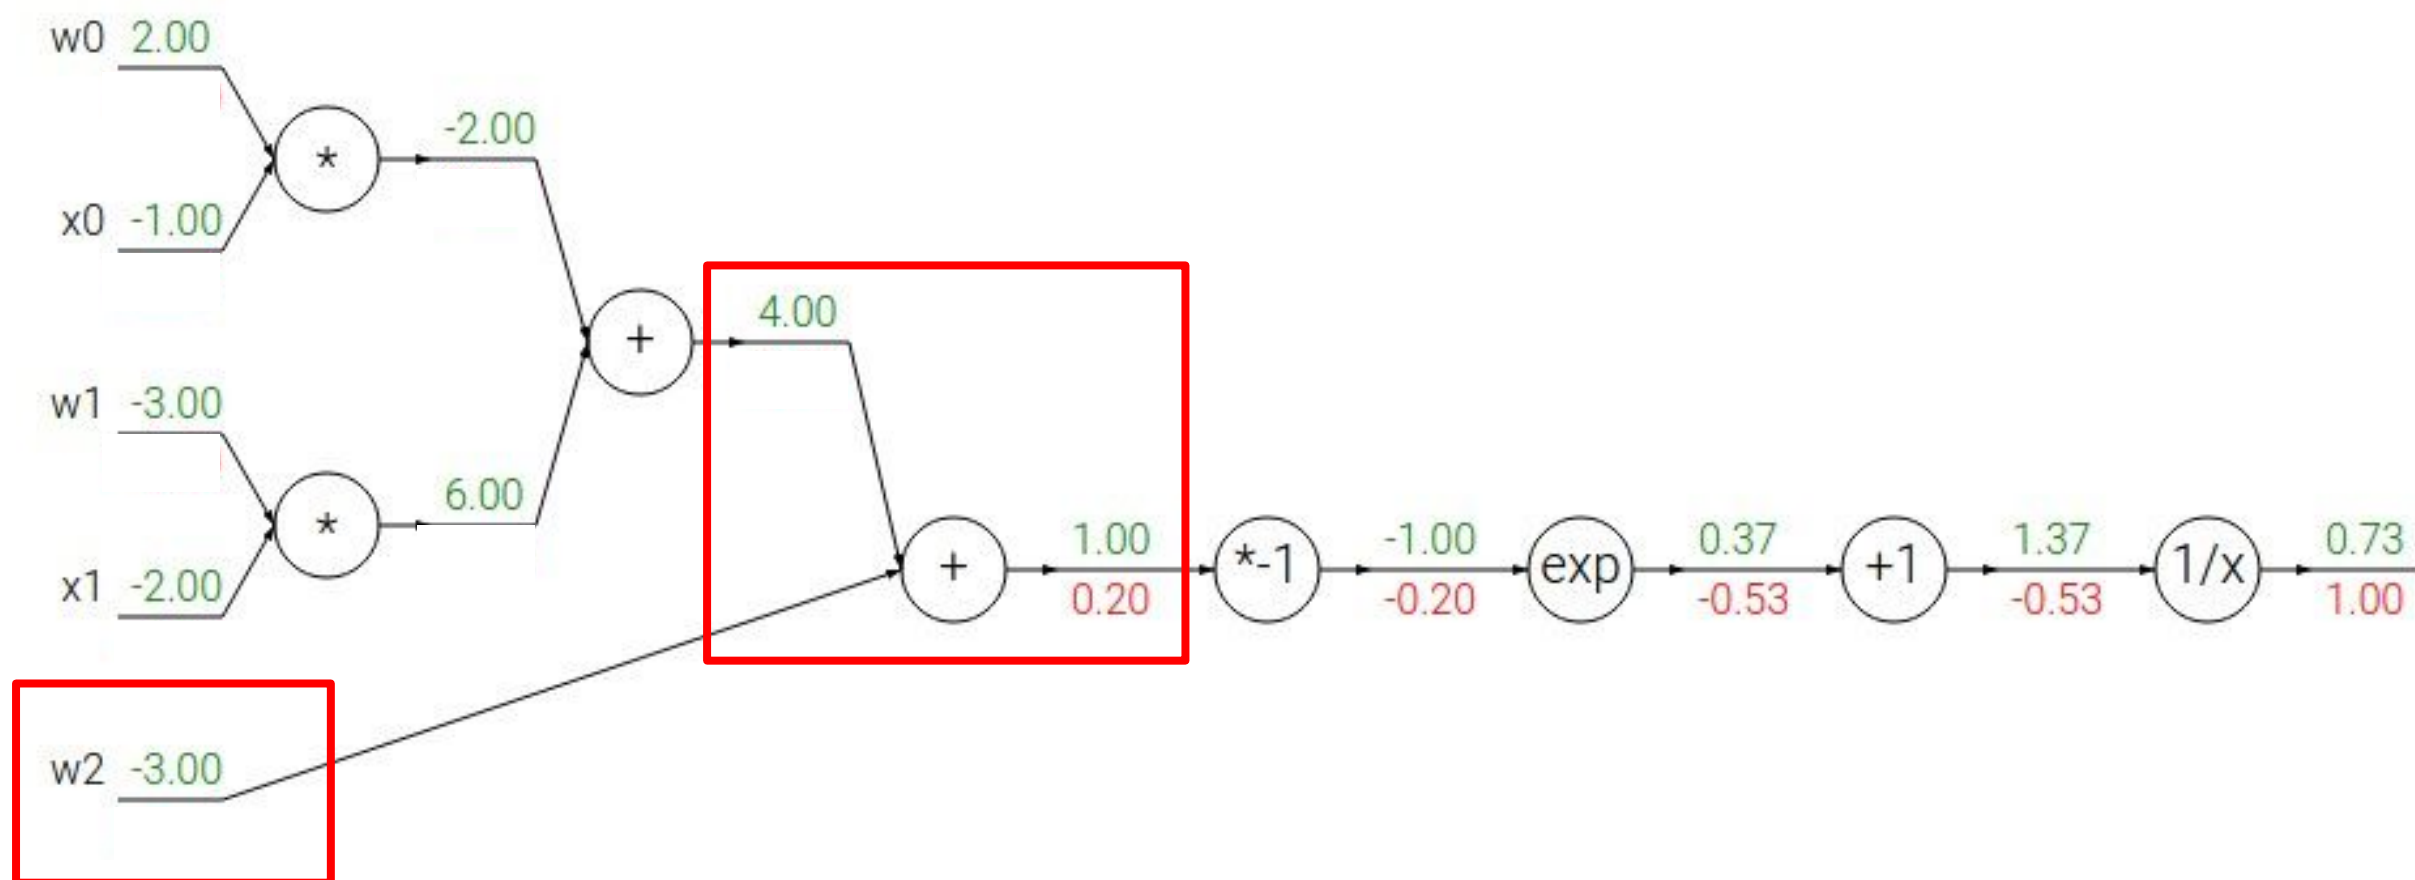 w0 2.00
-2.00
*
x0 -1.00
4.00
+
w1 -3.00
6.00
*
1.00 -1.00 0.37 1.37 0.73
+ *-1 exp +1 1/x
x1 -2.00
0.20 -0.20 -0.53 -0.53 1.00
w2 -3.00